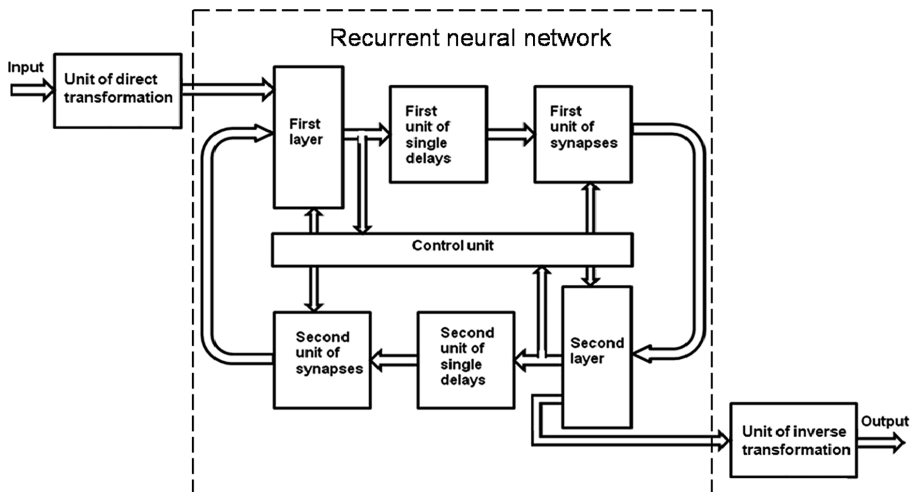 Recurrent neural network
Input
Unit of direct
transformation
First
layer
First
unit of
single
delays
First
unit of
synapses
Control unit
Second
unit of
synapses
Second
unit of
single
delays
Second
layer
Unit of inverse
transformation
Output